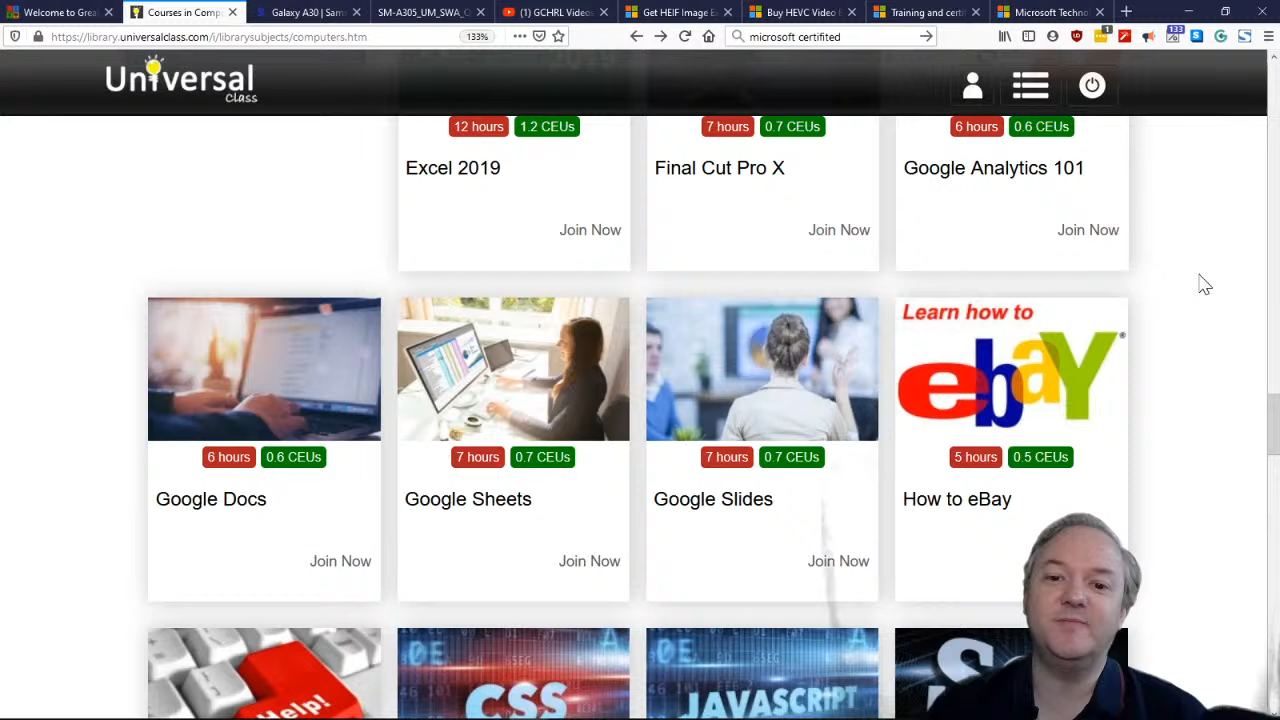 Welcome to Grea
Courses in Comp
Galaxy A30 | Sam
SM-A305_UM_SWA_
(1) GCHRL Videos
Get HEIF Image E
Buy HEVC Video
Training and certi
Microsoft Techno
https://library.universalclass.com/i/librarysubjects/computers.htm
133%
microsoft certifited
1
133
Universal
Class
12 hours 1.2 CEUs
7 hours 0.7 CEUs
6 hours 0.6 CEUs
Excel 2019
Final Cut Pro X
Google Analytics 101
Join Now
Join Now
Join Now
Learn how to
ebaY®
6 hours 0.6 CEUs
7 hours 0.7 CEUs
7 hours 0.7 CEUs
5 hours 0.5 CEUs
Google Docs
Google Sheets
Google Slides
How to eBay
Join Now
Join Now
Join Now
Help!
CSS
JAVASCRIPT